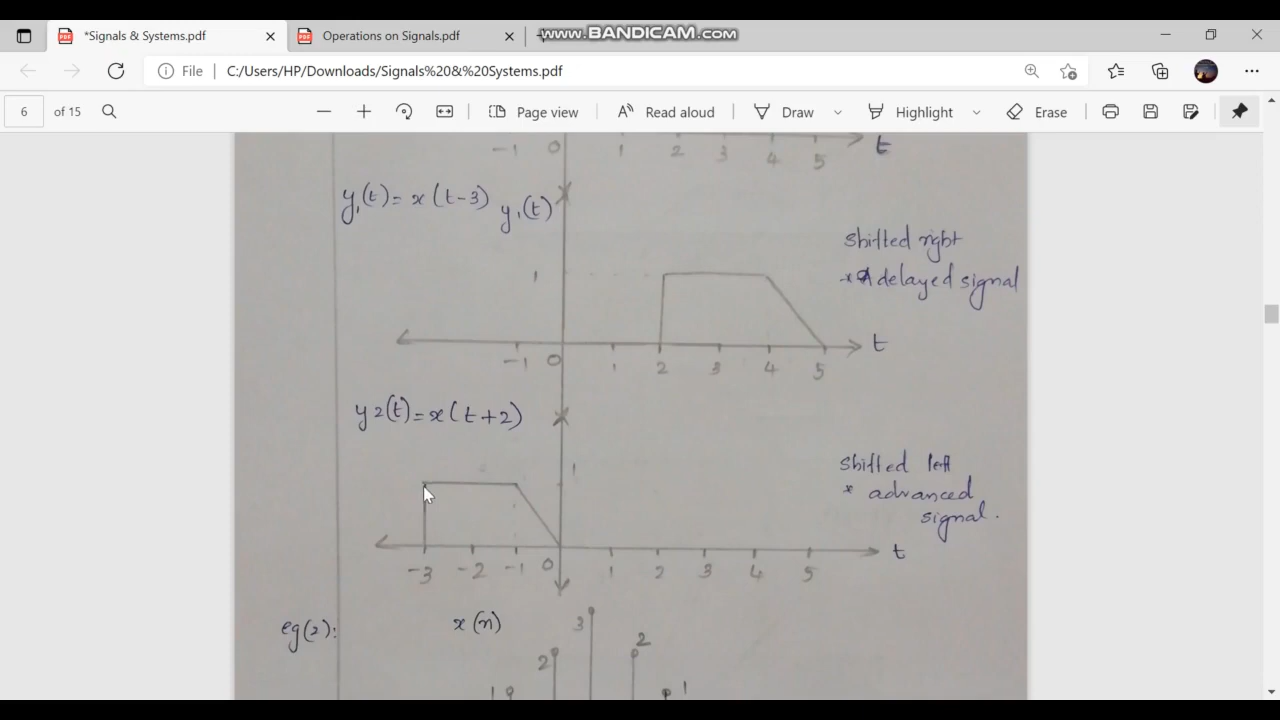 *Signals & Systems.pdf
Operations on Signals.pdf
www.BANDICAM.com
File
C:/Users/HP/Downloads/Signals%20&%20Systems.pdf
6 of 15
Page view
Read aloud
Draw
Highlight
Erase
-1 0 1 2 3 4 5 t
y₁(t) = x(t-3) y₁(t)
shifted right
1
* A delayed signal
-1 0 1 2 3 4 5 t
y2(t) = x(t+2)
1
shifted left
* advanced
signal.
-3 -2 -1 0 1 2 3 4 5 t
eg(2): x(n) 3
2 2
1 1